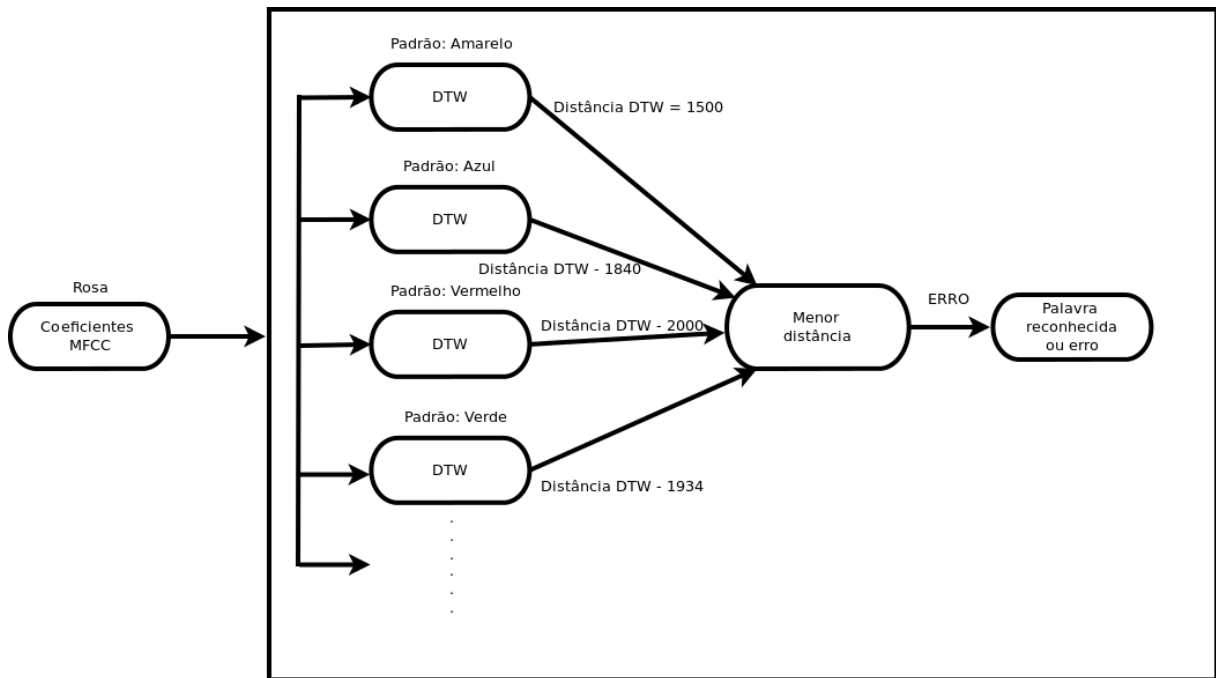 Padrão: Amarelo
DTW
Distância DTW = 1500
Padrão: Azul
DTW
Distância DTW - 1840
Rosa
Coeficientes
MFCC
Padrão: Vermelho
DTW
Distância DTW - 2000
Menor
distância
ERRO
Palavra
reconhecida
ou erro
Padrão: Verde
DTW
Distância DTW - 1934